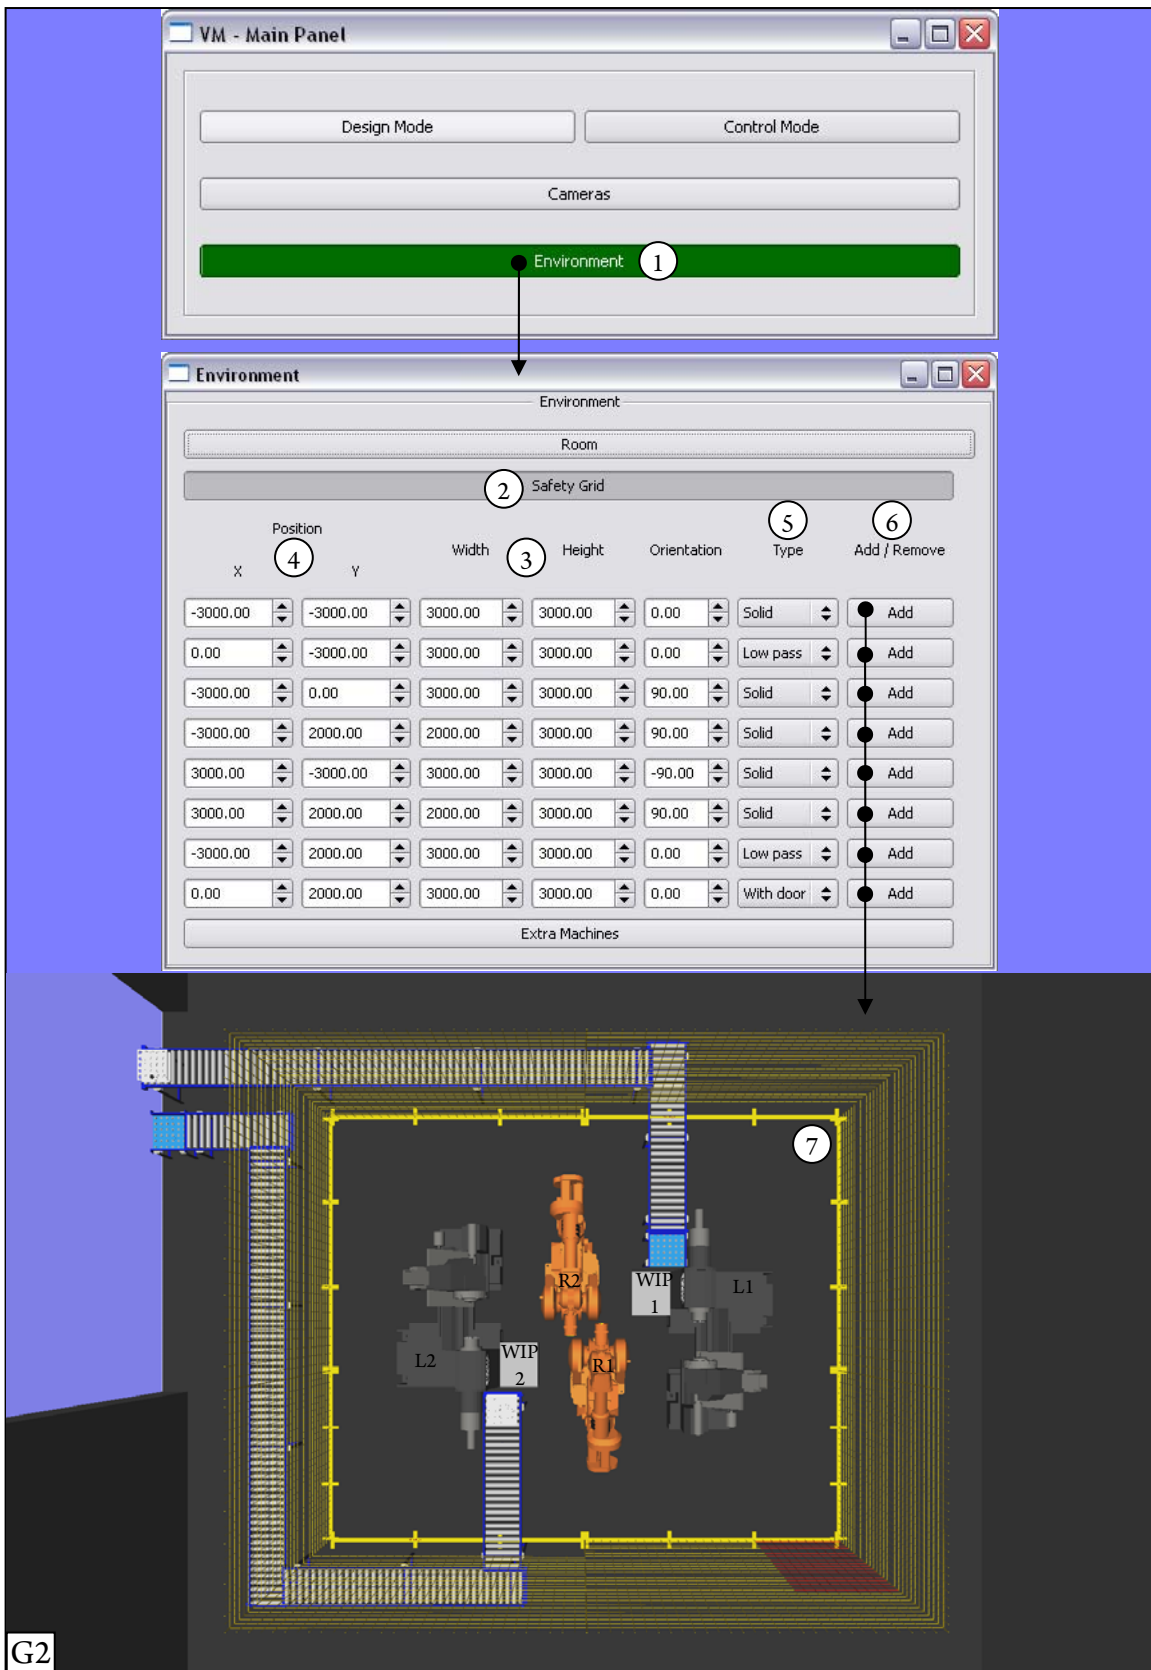 VM - Main Panel
Design Mode
Control Mode
Cameras
Environment 1
Environment
Environment
Room
2 Safety Grid
5 6
Position
Width 3 Height Orientation Type Add / Remove
4
X Y
-3000.00 -3000.00 3000.00 3000.00 0.00 Solid Add
0.00 -3000.00 3000.00 3000.00 0.00 Low pass Add
-3000.00 0.00 3000.00 3000.00 90.00 Solid Add
-3000.00 2000.00 2000.00 3000.00 90.00 Solid Add
3000.00 -3000.00 3000.00 3000.00 -90.00 Solid Add
3000.00 2000.00 2000.00 3000.00 90.00 Solid Add
-3000.00 2000.00 3000.00 3000.00 0.00 Low pass Add
0.00 2000.00 3000.00 3000.00 0.00 With door Add
Extra Machines
7
R2
WIP
1
L1
L2
WIP
2
R1
G2